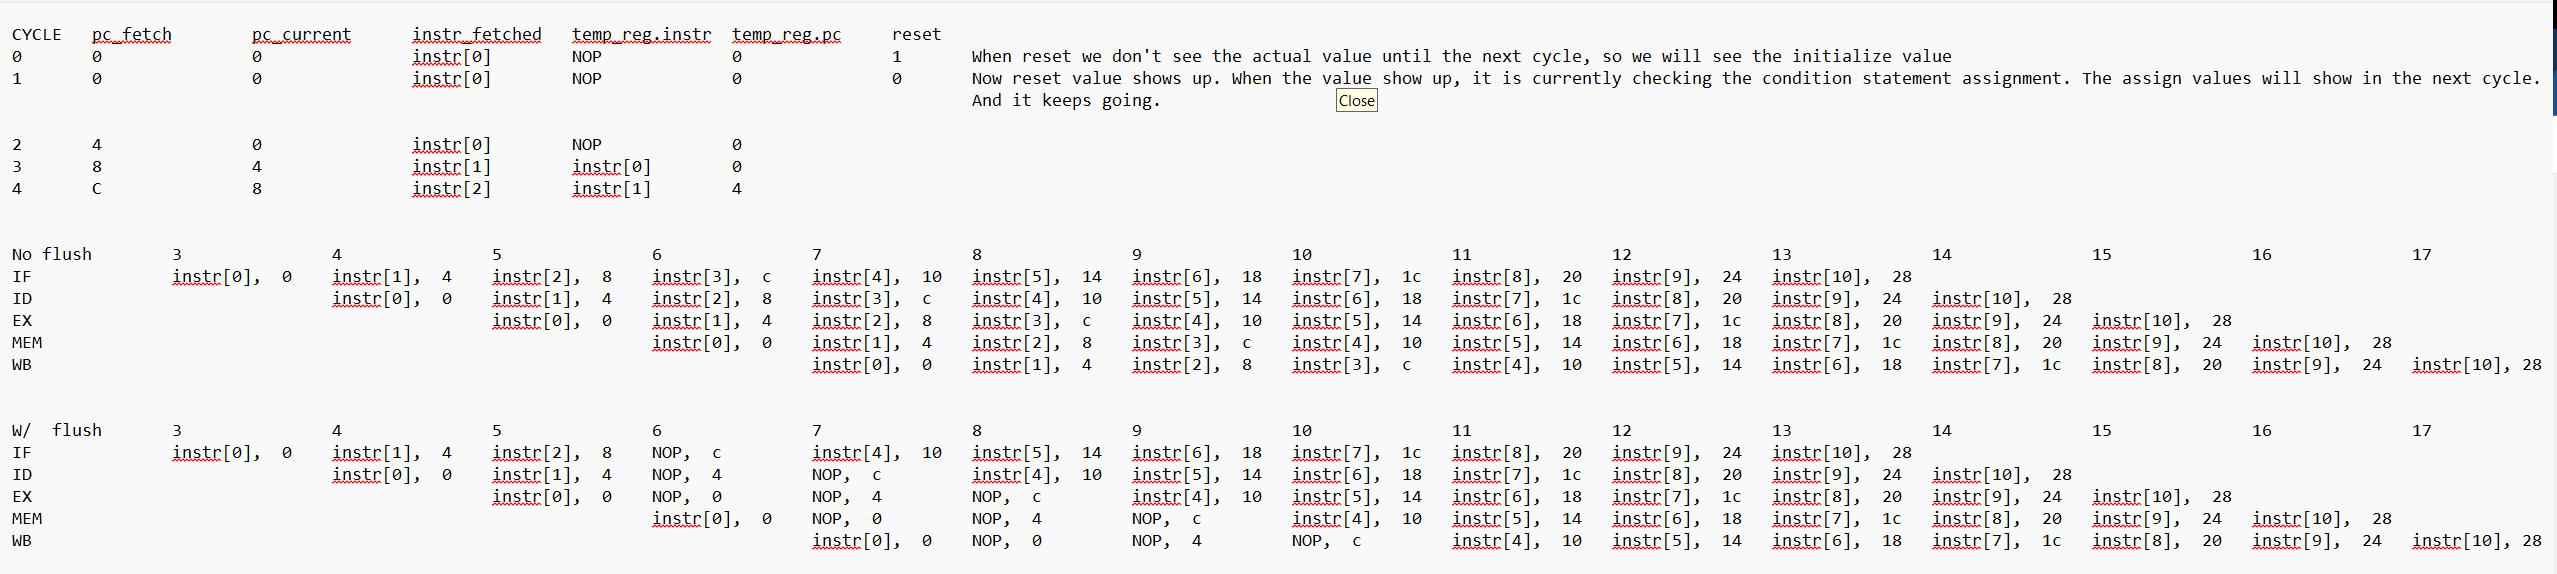 CYCLE pc_fetch pc_current instr_fetched temp_reg.instr temp_reg.pc reset
0 0 0 instr[0] NOP 0 1 When reset we don't see the actual value until the next cycle, so we will see the initialize value
1 0 0 instr[0] NOP 0 0 Now reset value shows up. When the value show up, it is currently checking the condition statement assignment. The assign values will show in the next cycle.
And it keeps going.
Close
2 4 0 instr[0] NOP 0
3 8 4 instr[1] instr[0] 0
4 C 8 instr[2] instr[1] 4
No flush 3 4 5 6 7 8 9 10 11 12 13 14 15 16 17
IF instr[0], 0 instr[1], 4 instr[2], 8 instr[3], c instr[4], 10 instr[5], 14 instr[6], 18 instr[7], 1c instr[8], 20 instr[9], 24 instr[10], 28
ID instr[0], 0 instr[1], 4 instr[2], 8 instr[3], c instr[4], 10 instr[5], 14 instr[6], 18 instr[7], 1c instr[8], 20 instr[9], 24 instr[10], 28
EX instr[0], 0 instr[1], 4 instr[2], 8 instr[3], c instr[4], 10 instr[5], 14 instr[6], 18 instr[7], 1c instr[8], 20 instr[9], 24 instr[10], 28
MEM instr[0], 0 instr[1], 4 instr[2], 8 instr[3], c instr[4], 10 instr[5], 14 instr[6], 18 instr[7], 1c instr[8], 20 instr[9], 24 instr[10], 28
WB instr[0], 0 instr[1], 4 instr[2], 8 instr[3], c instr[4], 10 instr[5], 14 instr[6], 18 instr[7], 1c instr[8], 20 instr[9], 24 instr[10], 28
W/ flush 3 4 5 6 7 8 9 10 11 12 13 14 15 16 17
IF instr[0], 0 instr[1], 4 instr[2], 8 NOP, c instr[4], 10 instr[5], 14 instr[6], 18 instr[7], 1c instr[8], 20 instr[9], 24 instr[10], 28
ID instr[0], 0 instr[1], 4 NOP, 4 NOP, c instr[4], 10 instr[5], 14 instr[6], 18 instr[7], 1c instr[8], 20 instr[9], 24 instr[10], 28
EX instr[0], 0 NOP, 0 NOP, 4 NOP, c instr[4], 10 instr[5], 14 instr[6], 18 instr[7], 1c instr[8], 20 instr[9], 24 instr[10], 28
MEM instr[0], 0 NOP, 0 NOP, 4 NOP, c instr[4], 10 instr[5], 14 instr[6], 18 instr[7], 1c instr[8], 20 instr[9], 24 instr[10], 28
WB instr[0], 0 NOP, 0 NOP, 4 NOP, c instr[4], 10 instr[5], 14 instr[6], 18 instr[7], 1c instr[8], 20 instr[9], 24 instr[10], 28